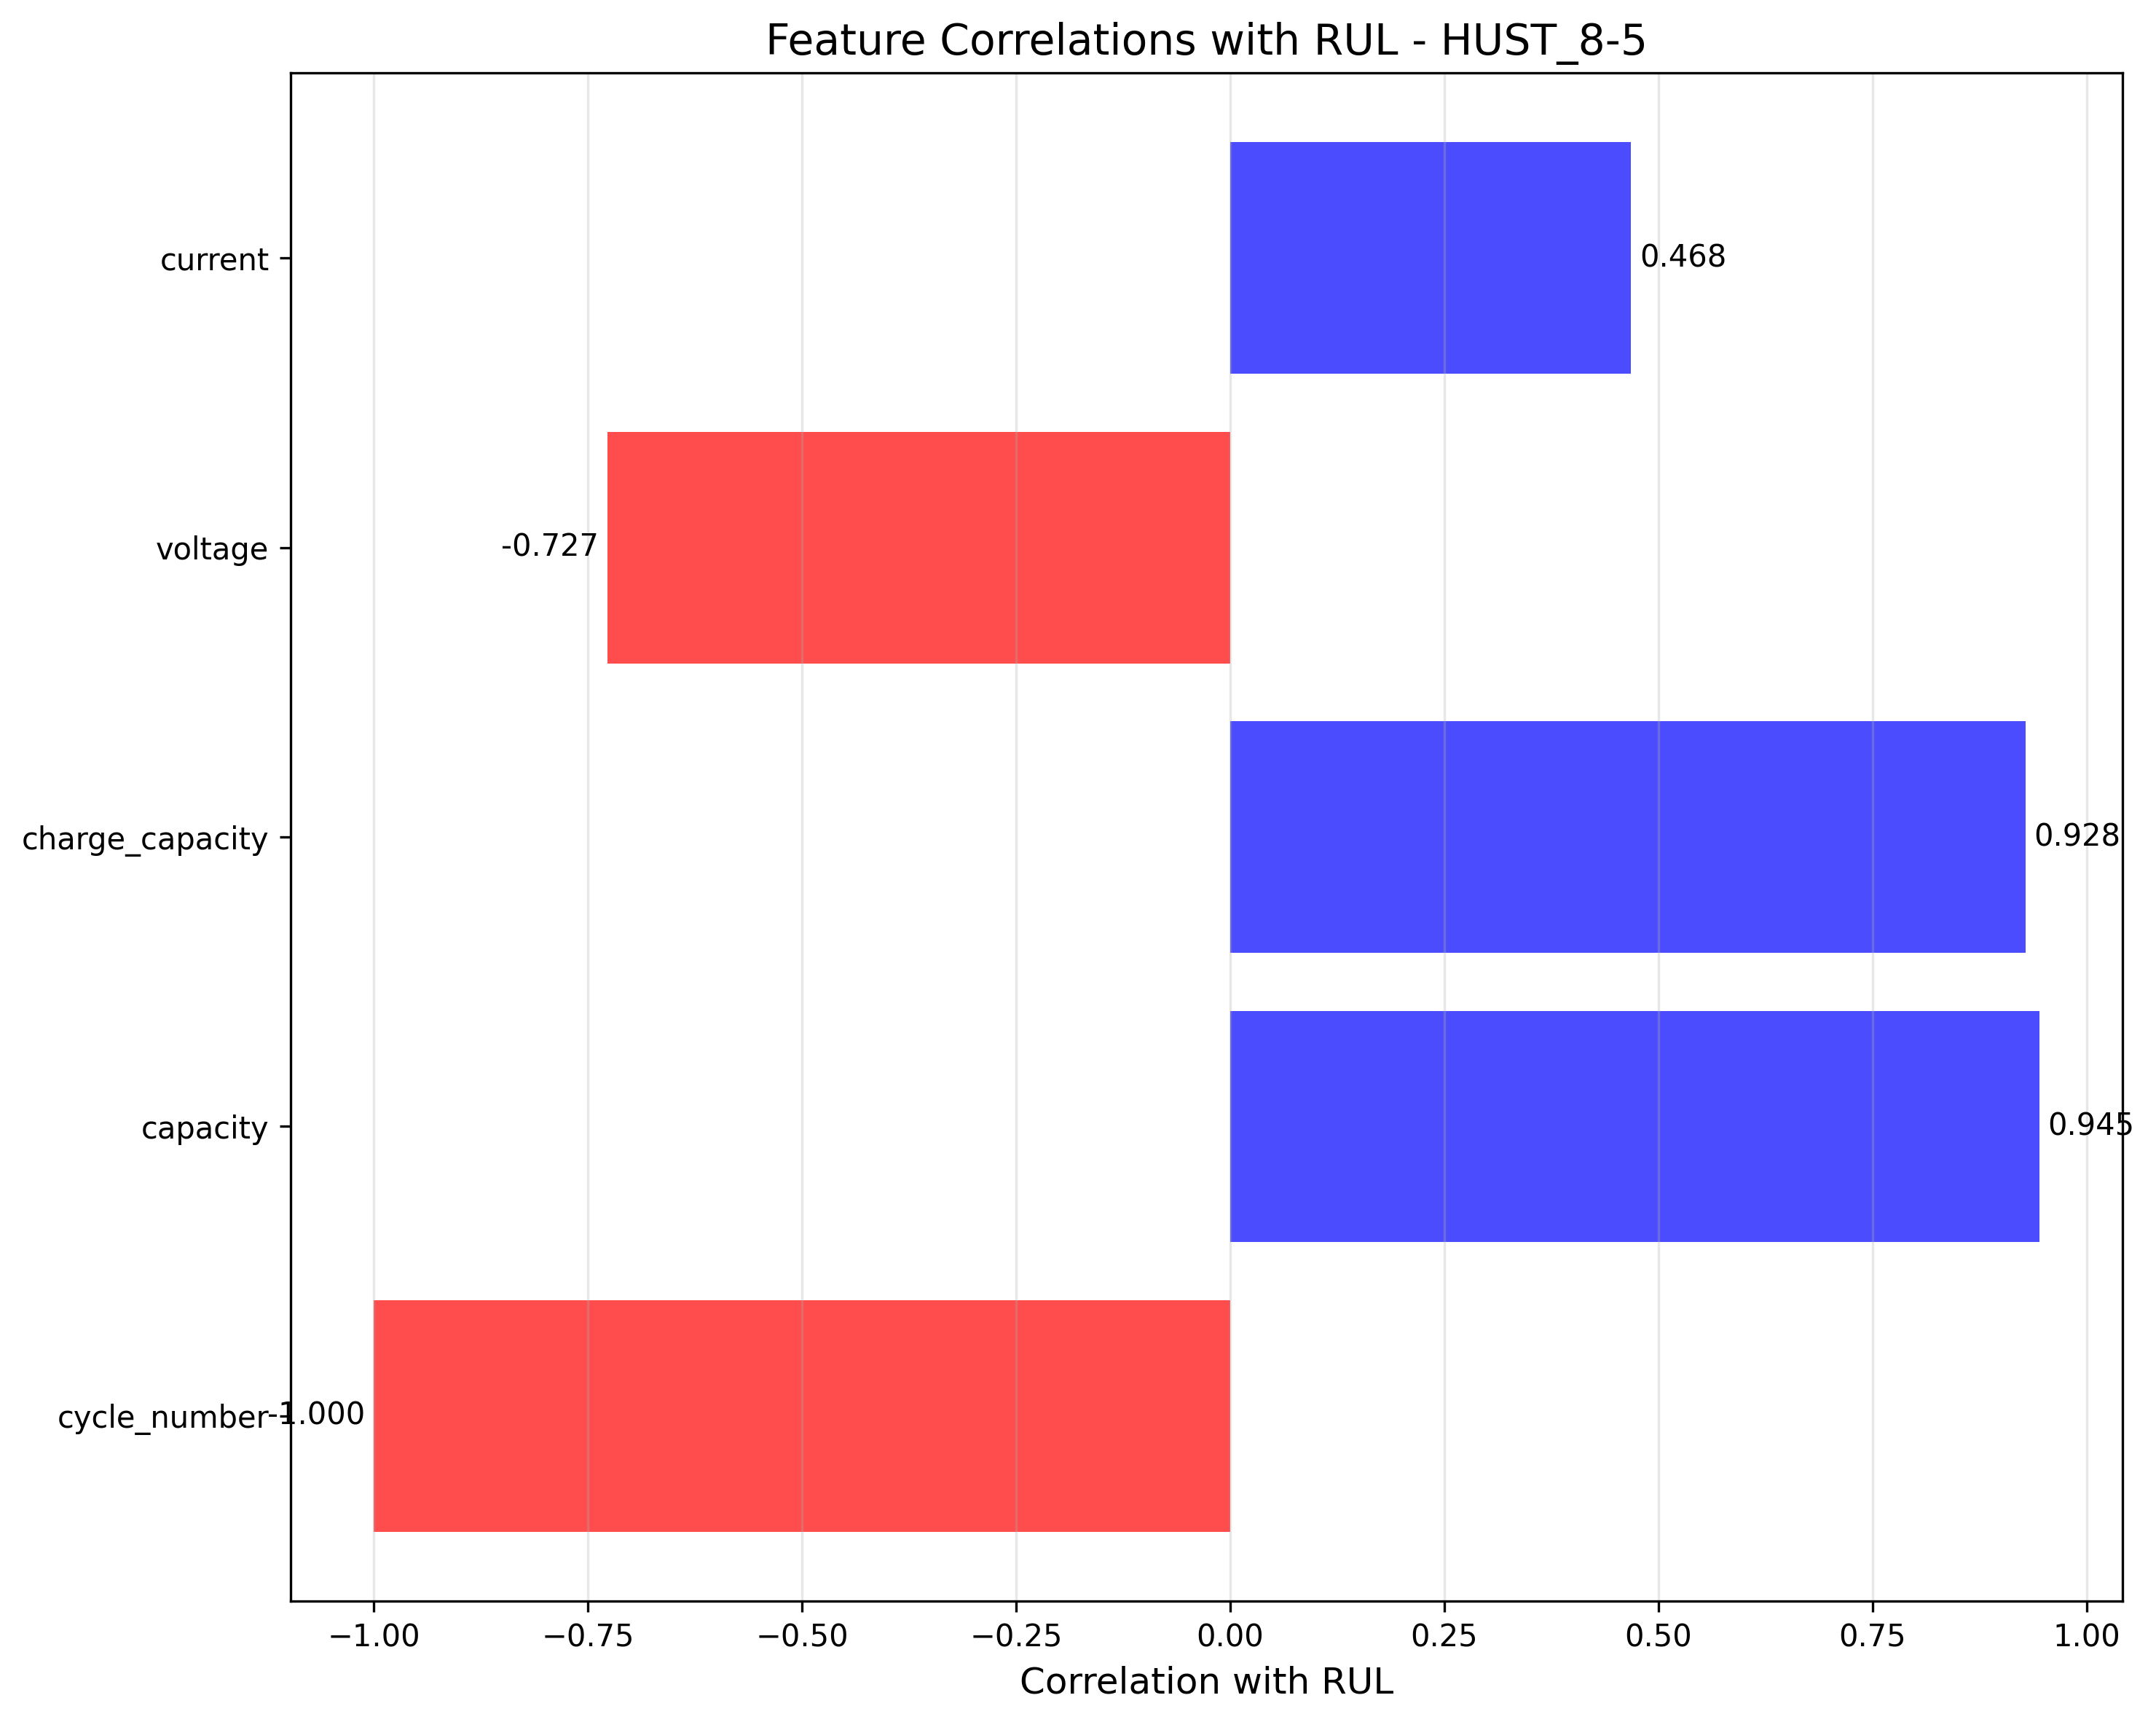 Feature Correlations with RUL - HUST_8-5
current
0.468
voltage
-0.727
charge_capacity
0.928
capacity
0.945
cycle_number
-1.000
−1.00
−0.75
−0.50
−0.25
0.00
0.25
0.50
0.75
1.00
Correlation with RUL